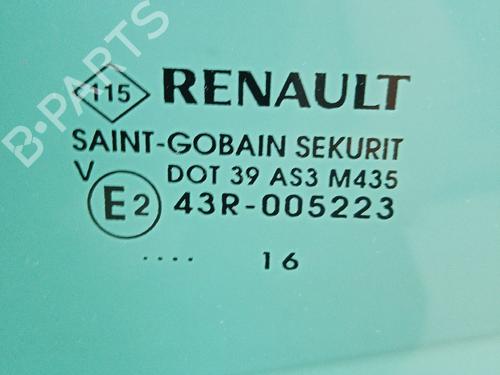 B-PARTS
115 RENAULT
SAINT-GOBAIN SEKURIT
V DOT 39 AS3 M435
E2 43R-005223
.... 16